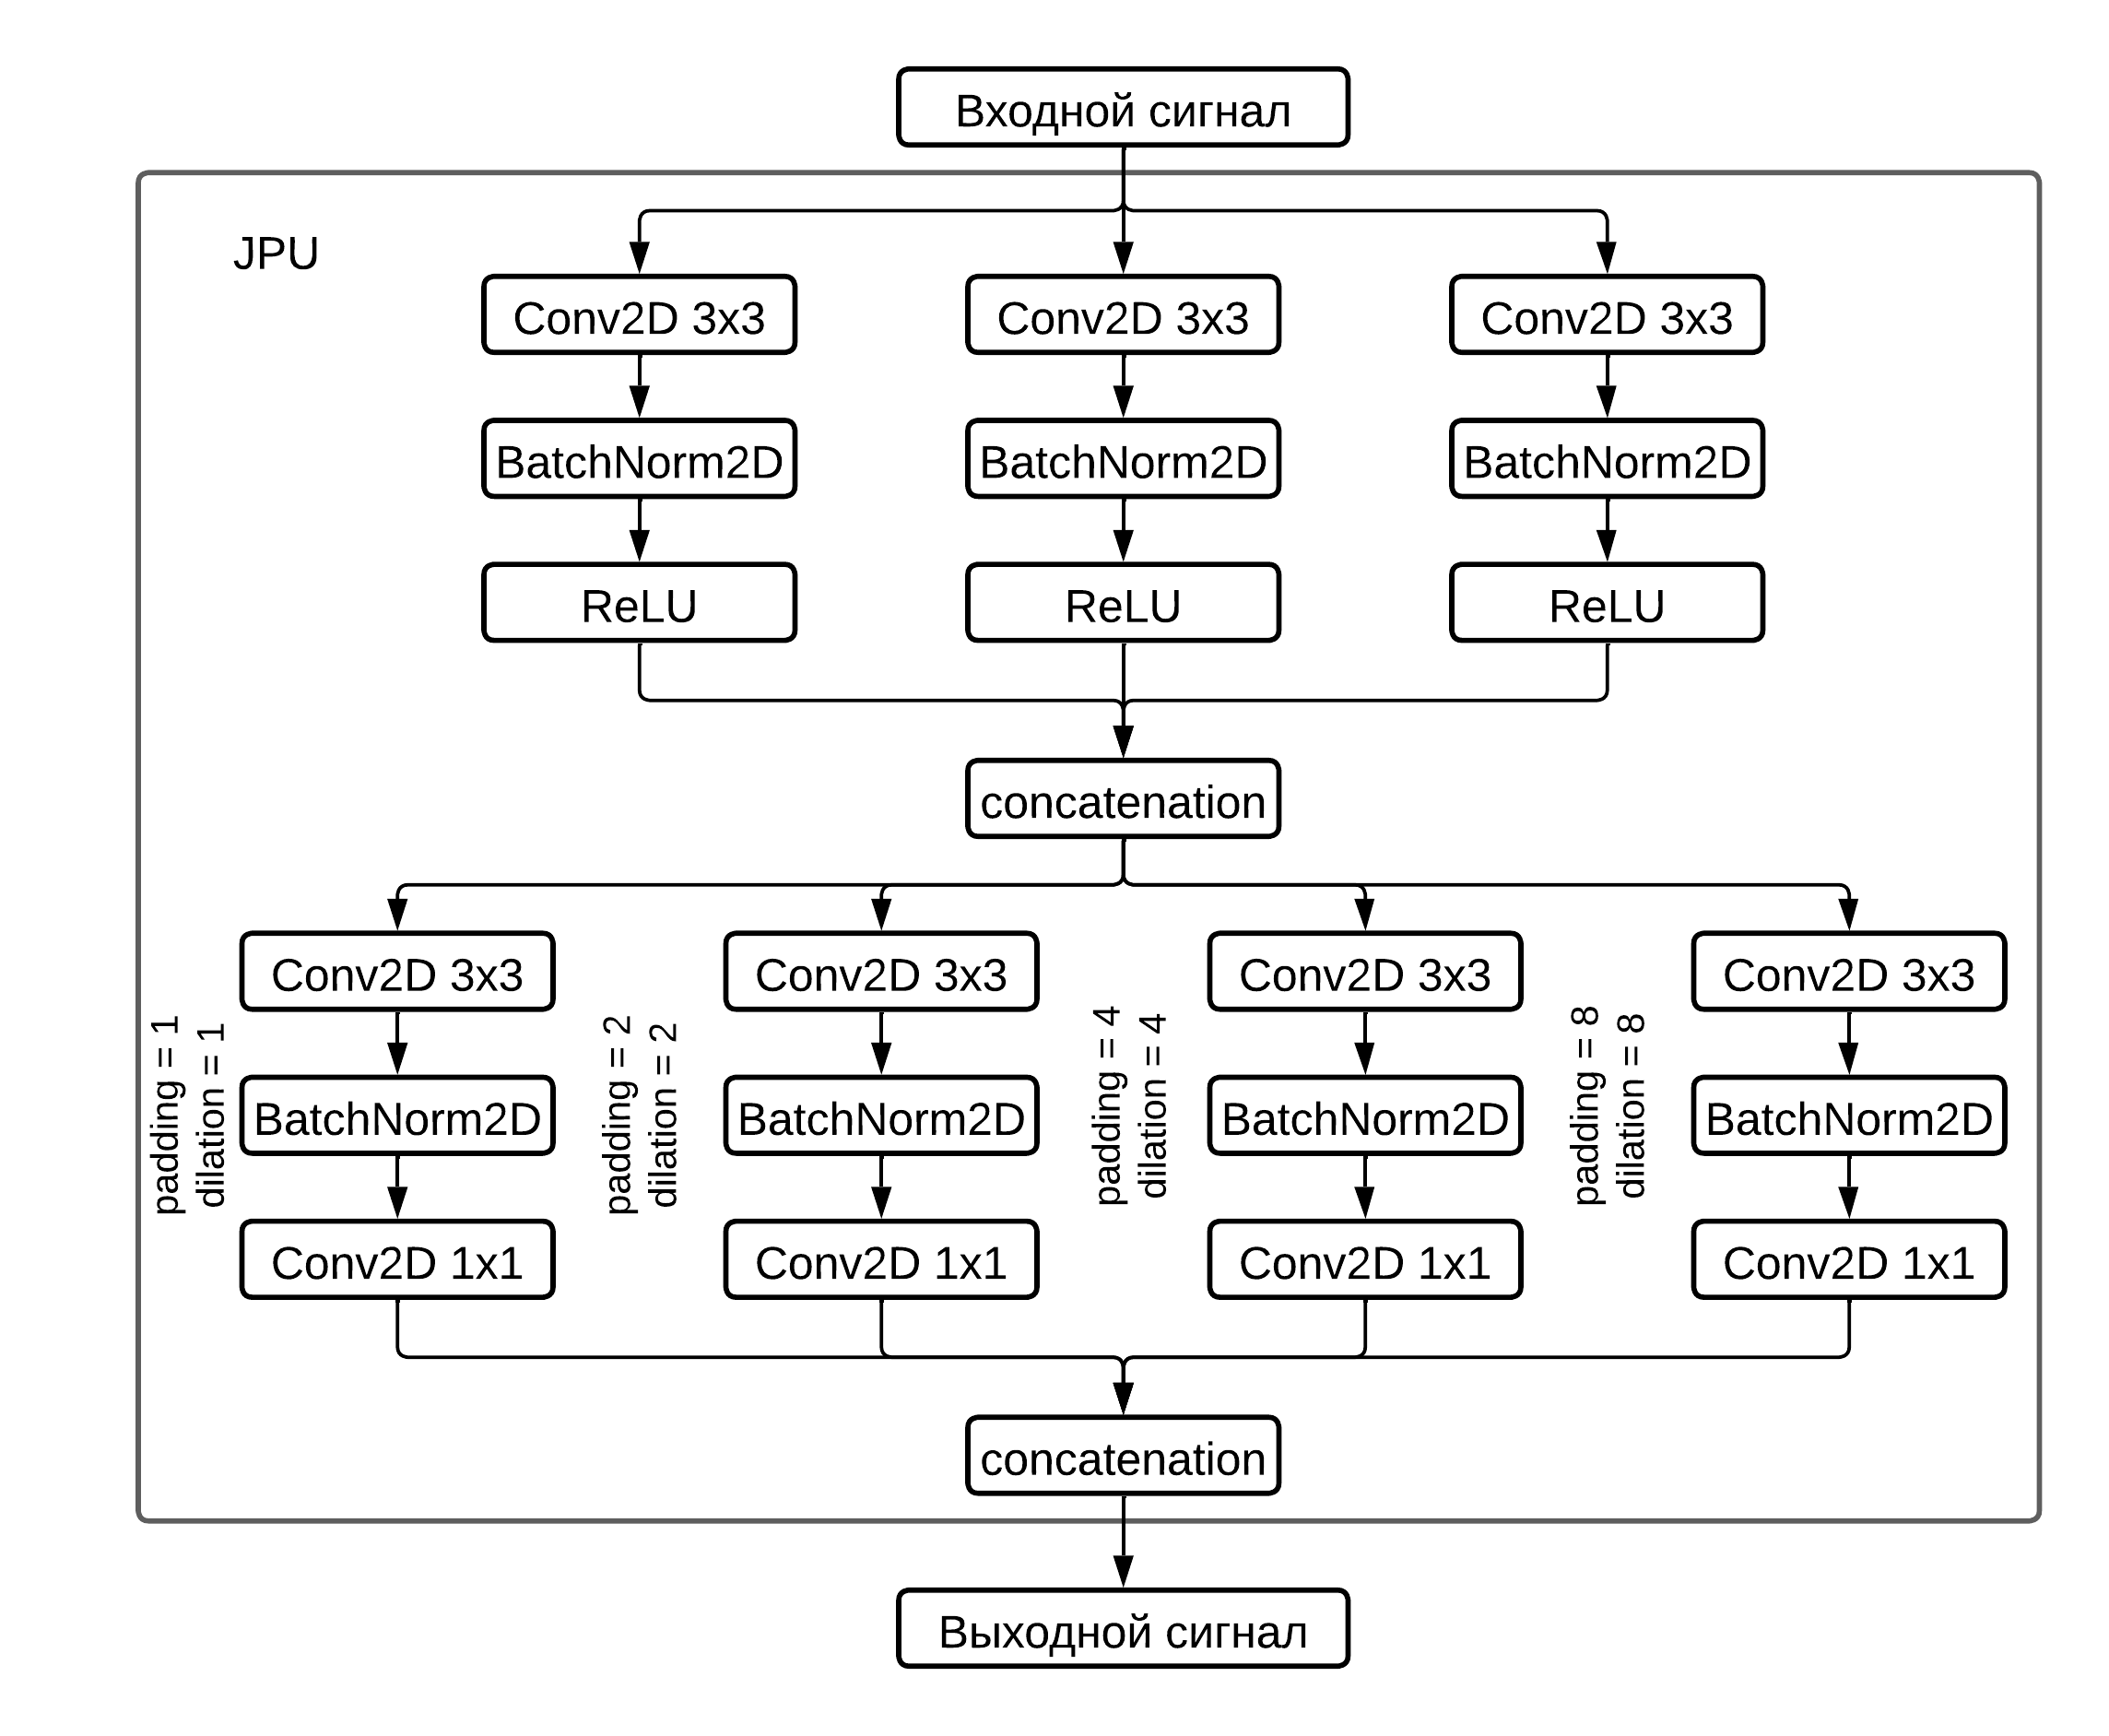 Входной сигнал
JPU
Conv2D 3x3
Conv2D 3x3
Conv2D 3x3
BatchNorm2D
BatchNorm2D
BatchNorm2D
ReLU
ReLU
ReLU
concatenation
padding = 1
dilation = 1
Conv2D 3x3
BatchNorm2D
Conv2D 1x1
padding = 2
dilation = 2
Conv2D 3x3
BatchNorm2D
Conv2D 1x1
padding = 4
dilation = 4
Conv2D 3x3
BatchNorm2D
Conv2D 1x1
padding = 8
dilation = 8
Conv2D 3x3
BatchNorm2D
Conv2D 1x1
concatenation
Выходной сигнал